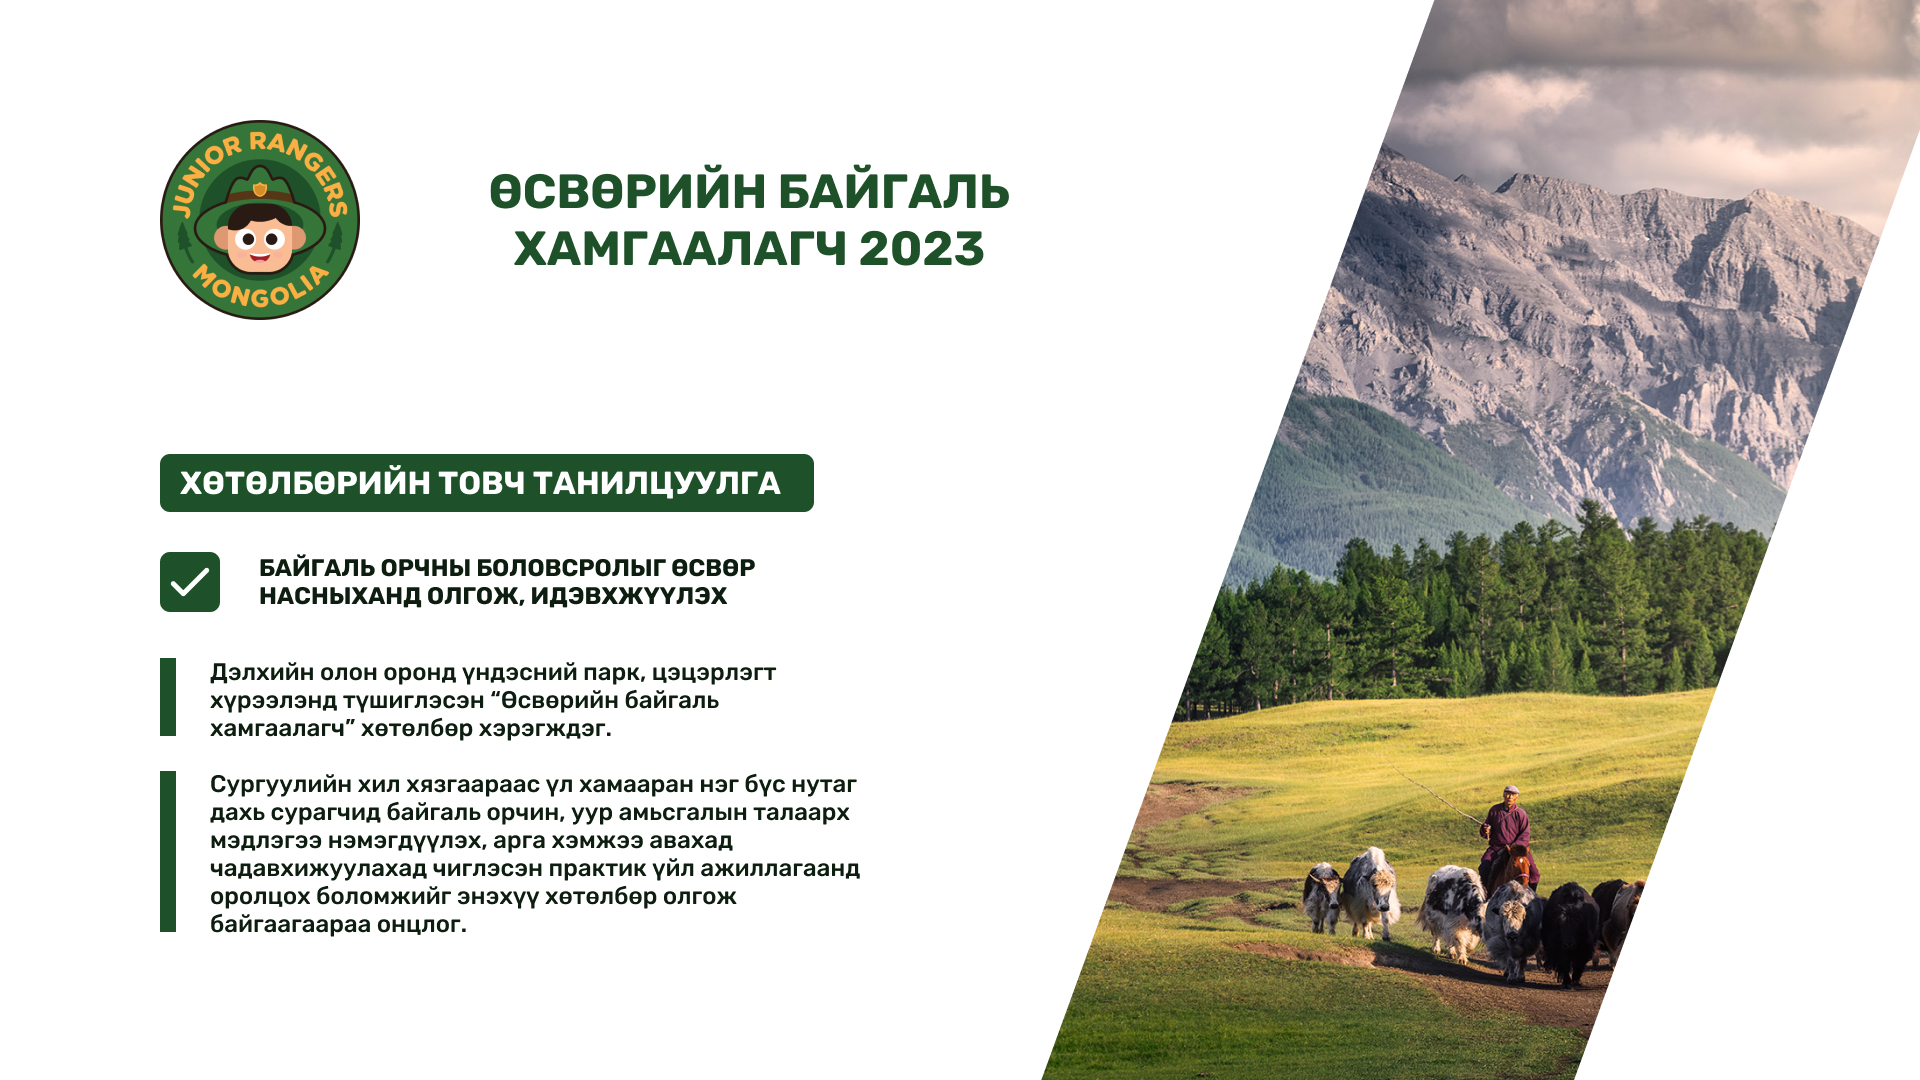 JUNIOR RANGERS
MONGOLIA
ӨСВӨРИЙН БАЙГАЛЬ
ХАМГААЛАГЧ 2023
ХӨТӨЛБӨРИЙН ТОВЧ ТАНИЛЦУУЛГА
БАЙГАЛЬ ОРЧНЫ БОЛОВСРОЛЫГ ӨСВӨР
НАСНЫХАНД ОЛГОЖ, ИДЭВХЖҮҮЛЭХ
Дэлхийн олон оронд үндэсний парк, цэцэрлэгт
хүрээлэнд түшиглэсэн “Өсвөрийн байгаль
хамгаалагч” хөтөлбөр хэрэгждэг.
Сургуулийн хил хязгаараас үл хамааран нэг бүс нутаг
дахь сурагчид байгаль орчин, уур амьсгалын талаарх
мэдлэгээ нэмэгдүүлэх, арга хэмжээ авахад
чадавхижуулахад чиглэсэн практик үйл ажиллагаанд
оролцох боломжийг энэхүү хөтөлбөр олгож
байгаагаараа онцлог.